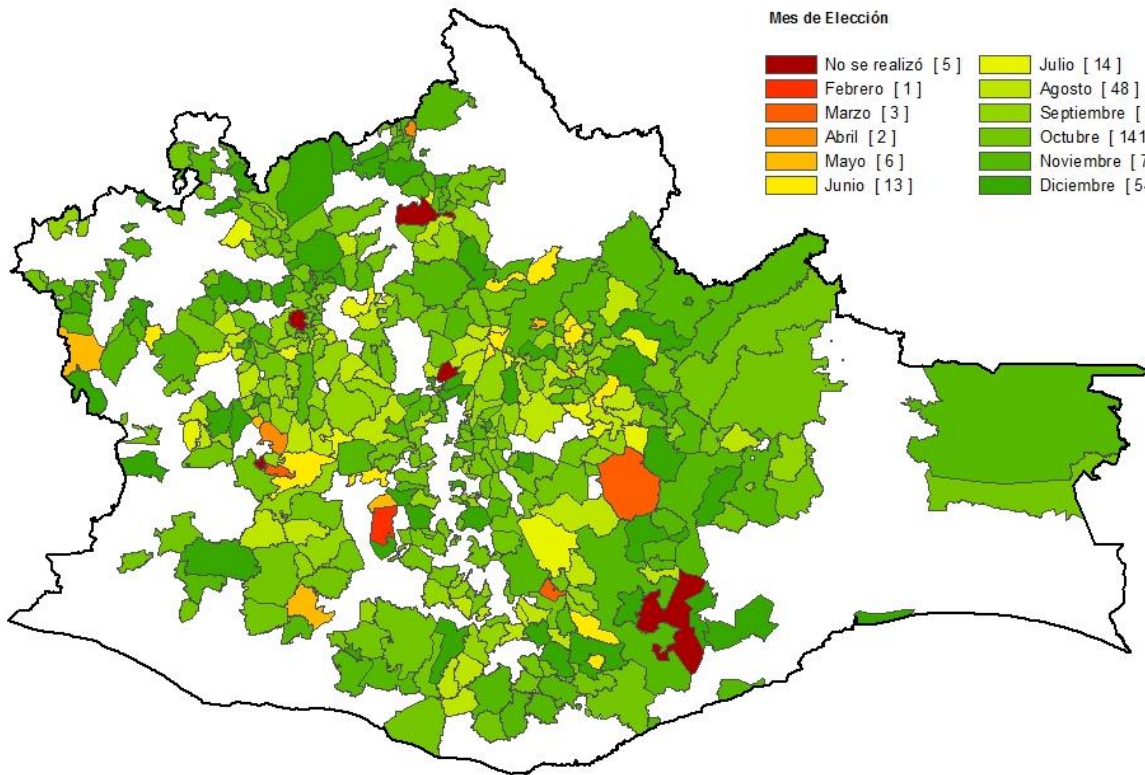 Mes de Elección
No se realizó [ 5 ]
Febrero [ 1 ]
Marzo [ 3 ]
Abril [ 2 ]
Mayo [ 6 ]
Junio [ 13 ]
Julio [ 14 ]
Agosto [ 48 ]
Septiembre [
Octubre [ 141
Noviembre [ 7
Diciembre [ 5